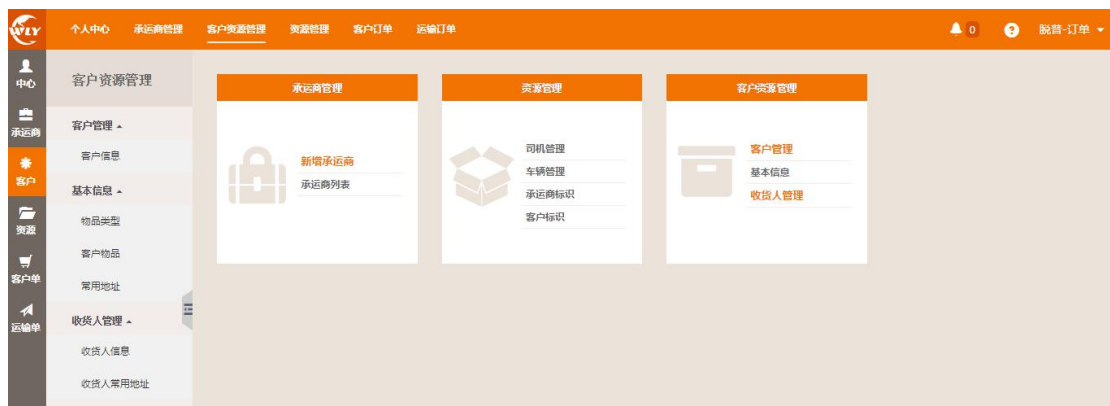 WLY
个人中心 承运商管理 客户资源管理 资源管理 客户订单 运输订单
0
脱普-订单
中心
承运商
客户
资源
客户单
运输单
客户资源管理
客户管理
客户信息
基本信息
物品类型
客户物品
常用地址
收货人管理
收货人信息
收货人常用地址
承运商管理
新增承运商
承运商列表
资源管理
司机管理
车辆管理
承运商标识
客户标识
客户资源管理
客户管理
基本信息
收货人管理